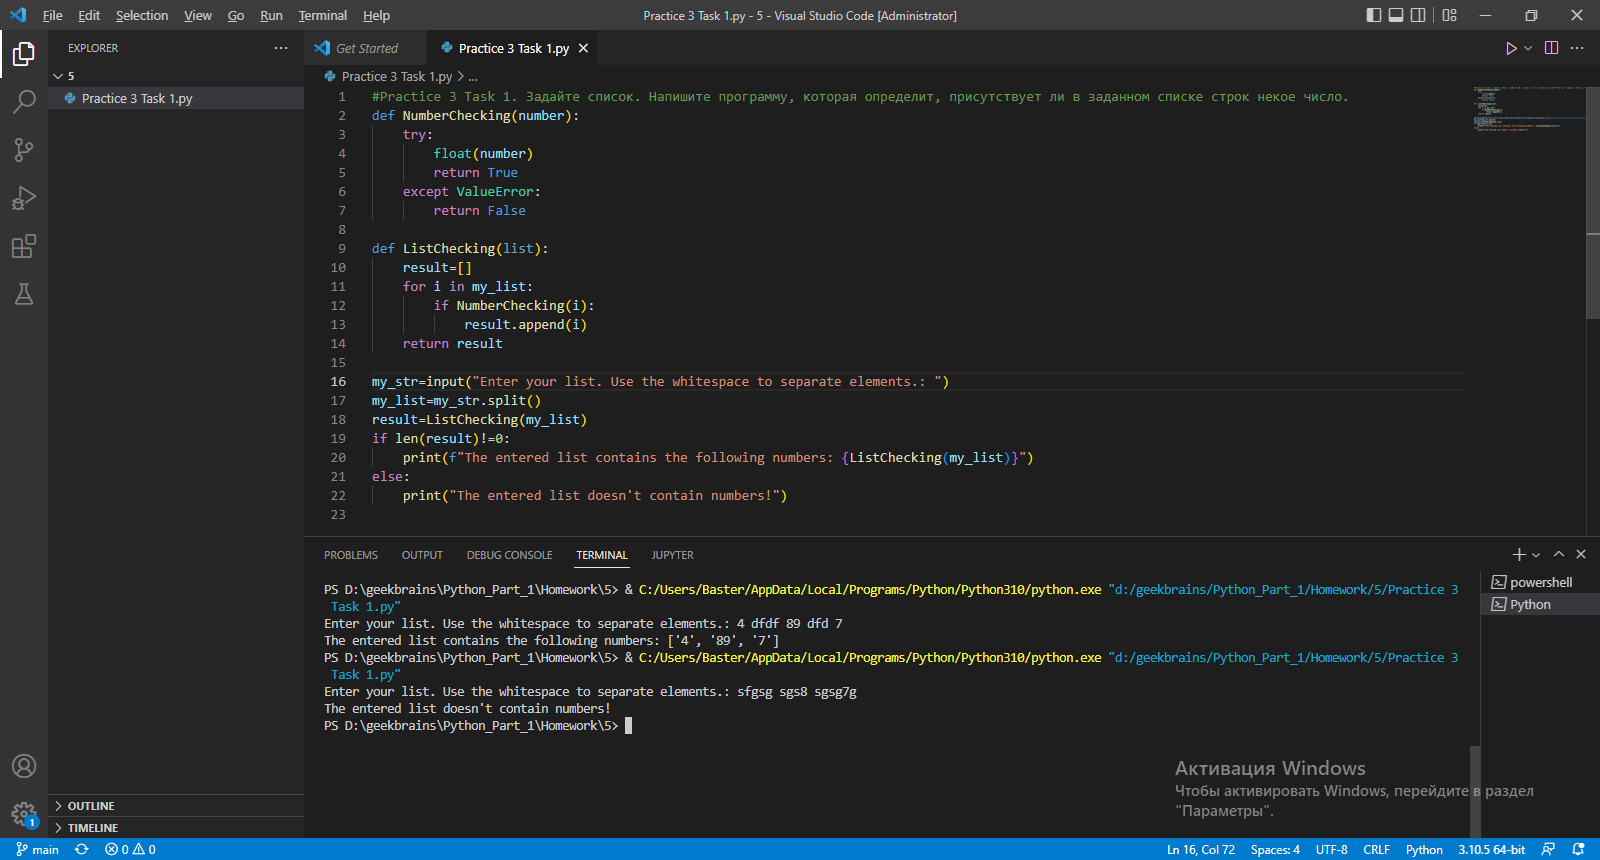 File Edit Selection View Go Run Terminal Help Practice 3 Task 1.py - 5 - Visual Studio Code [Administrator]
EXPLORER
5
Practice 3 Task 1.py
OUTLINE
TIMELINE
Get Started Practice 3 Task 1.py
Practice 3 Task 1.py > ...
1 #Practice 3 Task 1. Задайте список. Напишите программу, которая определит, присутствует ли в заданном списке строк некое число.
2 def NumberChecking(number):
3     try:
4         float(number)
5         return True
6     except ValueError:
7         return False
8
9 def ListChecking(list):
10     result=[]
11     for i in my_list:
12         if NumberChecking(i):
13             result.append(i)
14     return result
15
16 my_str=input("Enter your list. Use the whitespace to separate elements.: ")
17 my_list=my_str.split()
18 result=ListChecking(my_list)
19 if len(result)!=0:
20     print(f"The entered list contains the following numbers: {ListChecking(my_list)}")
21 else:
22     print("The entered list doesn't contain numbers!")
23
PROBLEMS OUTPUT DEBUG CONSOLE TERMINAL JUPYTER
PS D:\geekbrains\Python_Part_1\Homework\5> & C:/Users/Baster/AppData/Local/Programs/Python/Python310/python.exe "d:/geekbrains/Python_Part_1/Homework/5/Practice 3
Task 1.py"
Enter your list. Use the whitespace to separate elements.: 4 dfdf 89 dfd 7
The entered list contains the following numbers: ['4', '89', '7']
PS D:\geekbrains\Python_Part_1\Homework\5> & C:/Users/Baster/AppData/Local/Programs/Python/Python310/python.exe "d:/geekbrains/Python_Part_1/Homework/5/Practice 3
Task 1.py"
Enter your list. Use the whitespace to separate elements.: sfgsg sgs8 sgsg7g
The entered list doesn't contain numbers!
PS D:\geekbrains\Python_Part_1\Homework\5>
powershell
Python
Активация Windows
Чтобы активировать Windows, перейдите в раздел
"Параметры".
1
main 0 0 Ln 16, Col 72 Spaces: 4 UTF-8 CRLF Python 3.10.5 64-bit